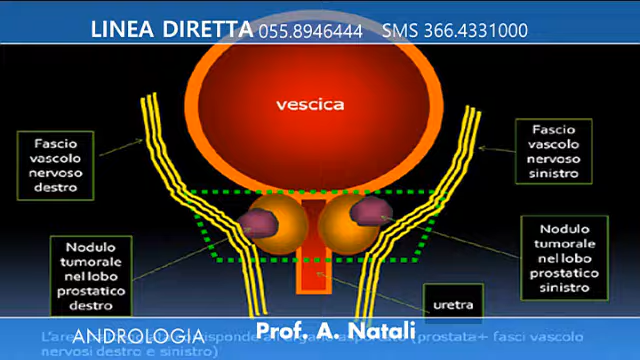 LINEA DIRETTA 055.8946444 SMS 366.4331000
vescica
Fascio
vascolo
nervoso
destro
Fascio
vascolo
nervoso
sinistro
Nodulo
tumorale
nel lobo
prostatico
destro
Nodulo
tumorale
nel lobo
prostatico
sinistro
uretra
ANDROLOGIA Prof. A. Natali
(prostata+ fasci vascolo
nervosi destro e sinistro)